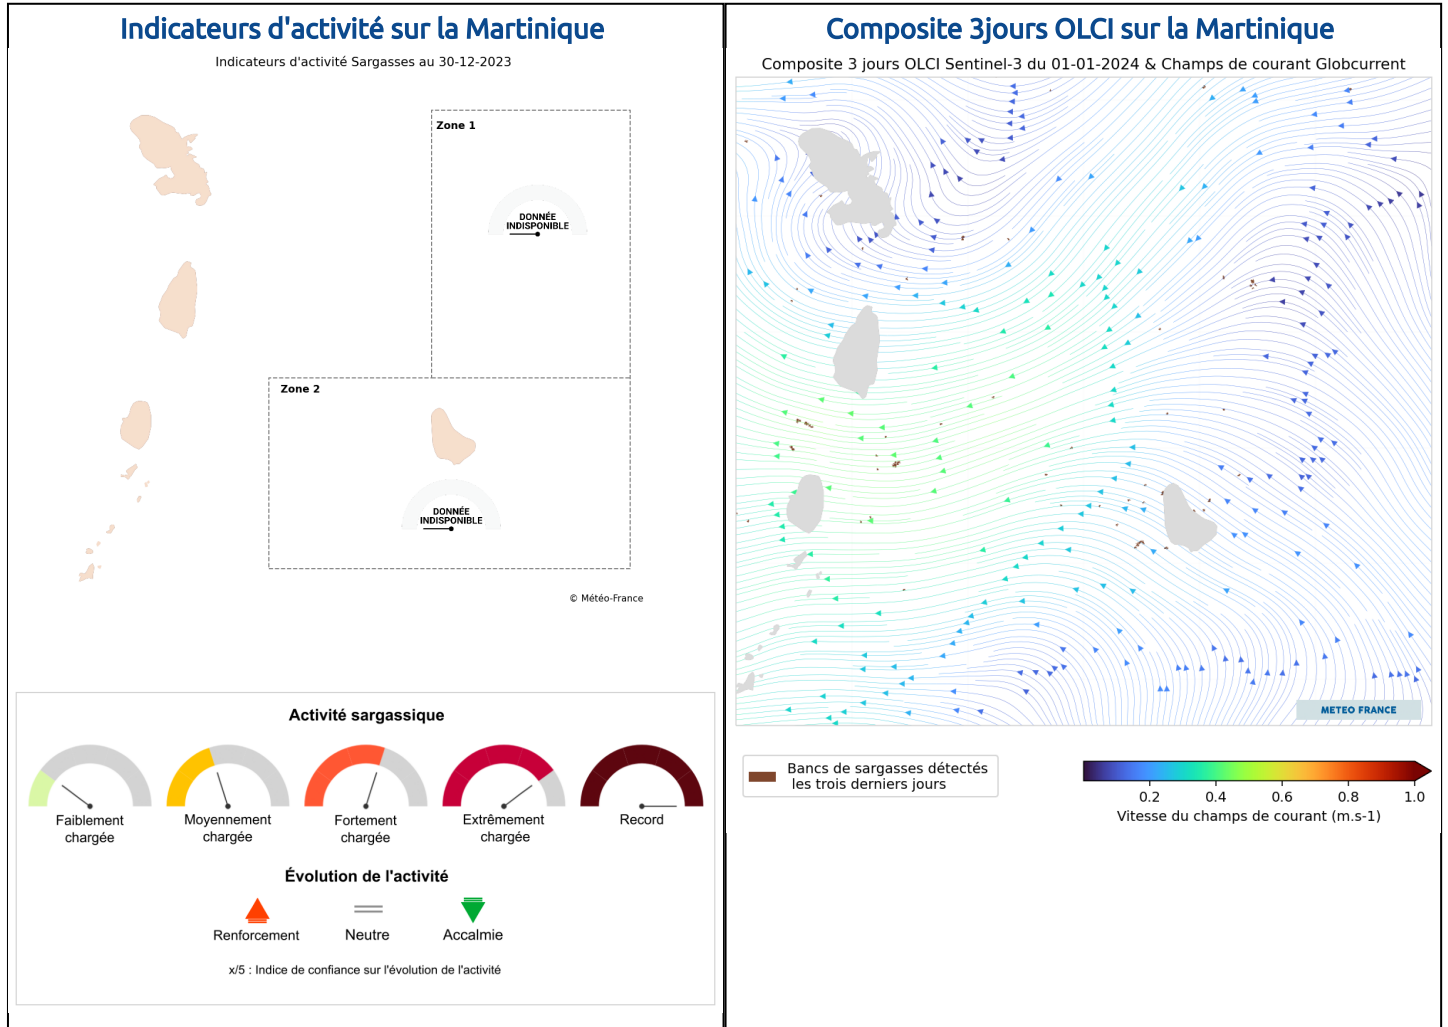 Indicateurs d'activité sur la Martinique
Indicateurs d'activité Sargasses au 30-12-2023
Zone 1
DONNÉE
INDISPONIBLE
Zone 2
DONNÉE
INDISPONIBLE
© Météo-France
Activité sargassique
Faiblement
chargée
Moyennement
chargée
Fortement
chargée
Extrêmement
chargée
Record
Évolution de l'activité
Renforcement
Neutre
Accalmie
x/5 : Indice de confiance sur l'évolution de l'activité
Composite 3jours OLCI sur la Martinique
Composite 3 jours OLCI Sentinel-3 du 01-01-2024 & Champs de courant Globcurrent
METEO FRANCE
Bancs de sargasses détectés
les trois derniers jours
0.2 0.4 0.6 0.8 1.0
Vitesse du champs de courant (m.s-1)